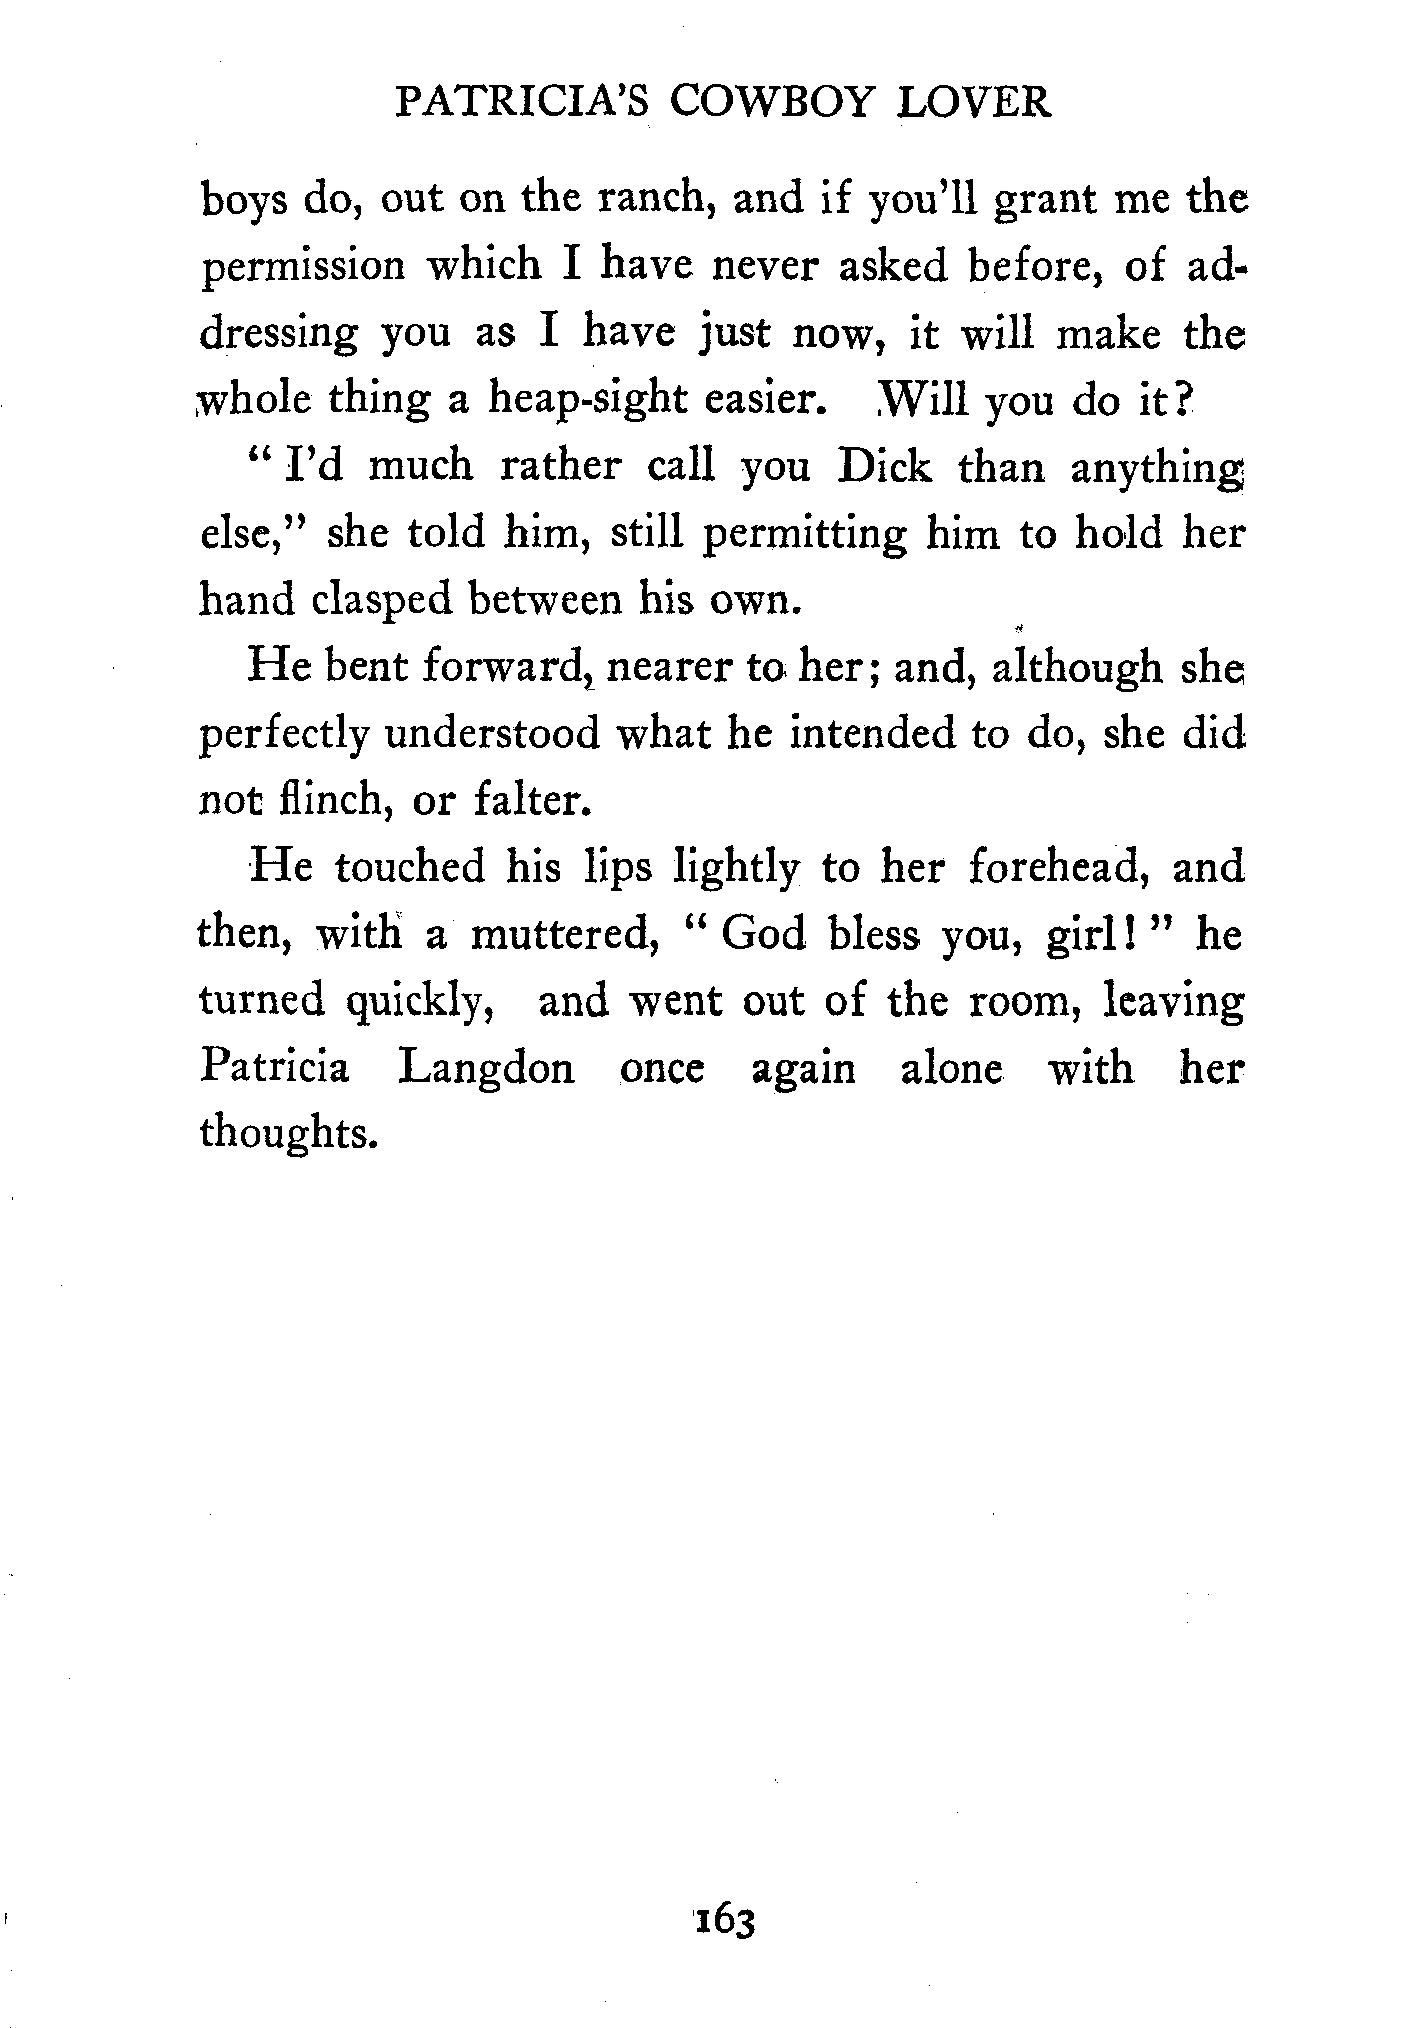 PATRICIA'S COWBOY LOVER
boys do, out on the ranch, and if you'll grant me the
permission which I have never asked before, of ad-
dressing you as I have just now, it will make the
whole thing a heap-sight easier. Will you do it?
“ I'd much rather call you Dick than anything
else,” she told him, still permitting him to hold her
hand clasped between his own.
He bent forward, nearer to her; and, although she
perfectly understood what he intended to do, she did
not flinch, or falter.
He touched his lips lightly to her forehead, and
then, with a muttered, “ God bless you, girl! ” he
turned quickly, and went out of the room, leaving
Patricia Langdon once again alone with her
thoughts.
163